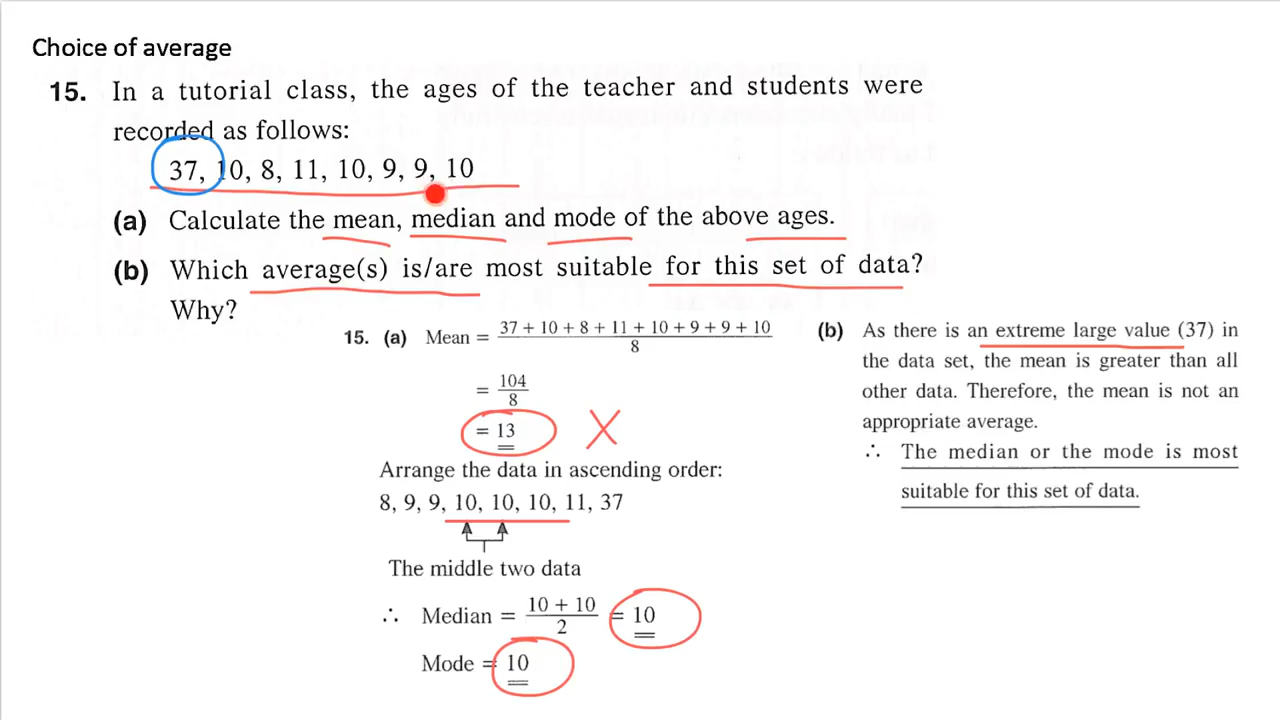 Choice of average
15. In a tutorial class, the ages of the teacher and students were
recorded as follows:
37, 10, 8, 11, 10, 9, 9, 10
(a) Calculate the mean, median and mode of the above ages.
(b) Which average(s) is/are most suitable for this set of data?
Why?
15. (a) Mean = 37 + 10 + 8 + 11 + 10 + 9 + 9 + 10
8
= 104
8
= 13
Arrange the data in ascending order:
8, 9, 9, 10, 10, 10, 11, 37
The middle two data
∴ Median = 10 + 10 = 10
2
Mode = 10
(b) As there is an extreme large value (37) in
the data set, the mean is greater than all
other data. Therefore, the mean is not an
appropriate average.
∴ The median or the mode is most
suitable for this set of data.